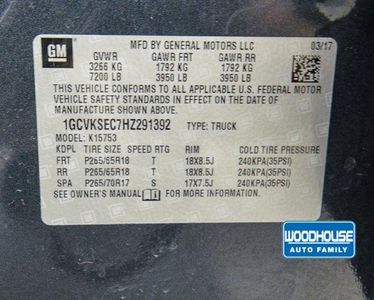 GM
MFD BY GENERAL MOTORS LLC
03/17
GVWR GAWR FRT GAWR RR
3266 KG 1792 KG 1792 KG
7200 LB 3950 LB 3950 LB
THIS VEHICLE CONFORMS TO ALL APPLICABLE U.S.
FEDERAL MOTOR VEHICLE SAFETY STANDARDS
IN EFFECT ON THE DATE OF
MANUFACTURE SHOWN ABOVE.
1GCVKSEC7HZ291392 TYPE: TRUCK
MODEL: K15753
KDPL TIRE SIZE SPEED RTG RIM COLD TIRE PRESSURE
FRT P265/65R18 T 18X8.5J 240KPA(35PSI)
RR P265/65R18 T 18X8.5J 240KPA(35PSI)
SPA P265/70R17 S 17X7.5J 240KPA(35PSI)
SEE OWNER'S MANUAL FOR MORE INFORMATION.
WOODHOUSE
AUTO FAMILY